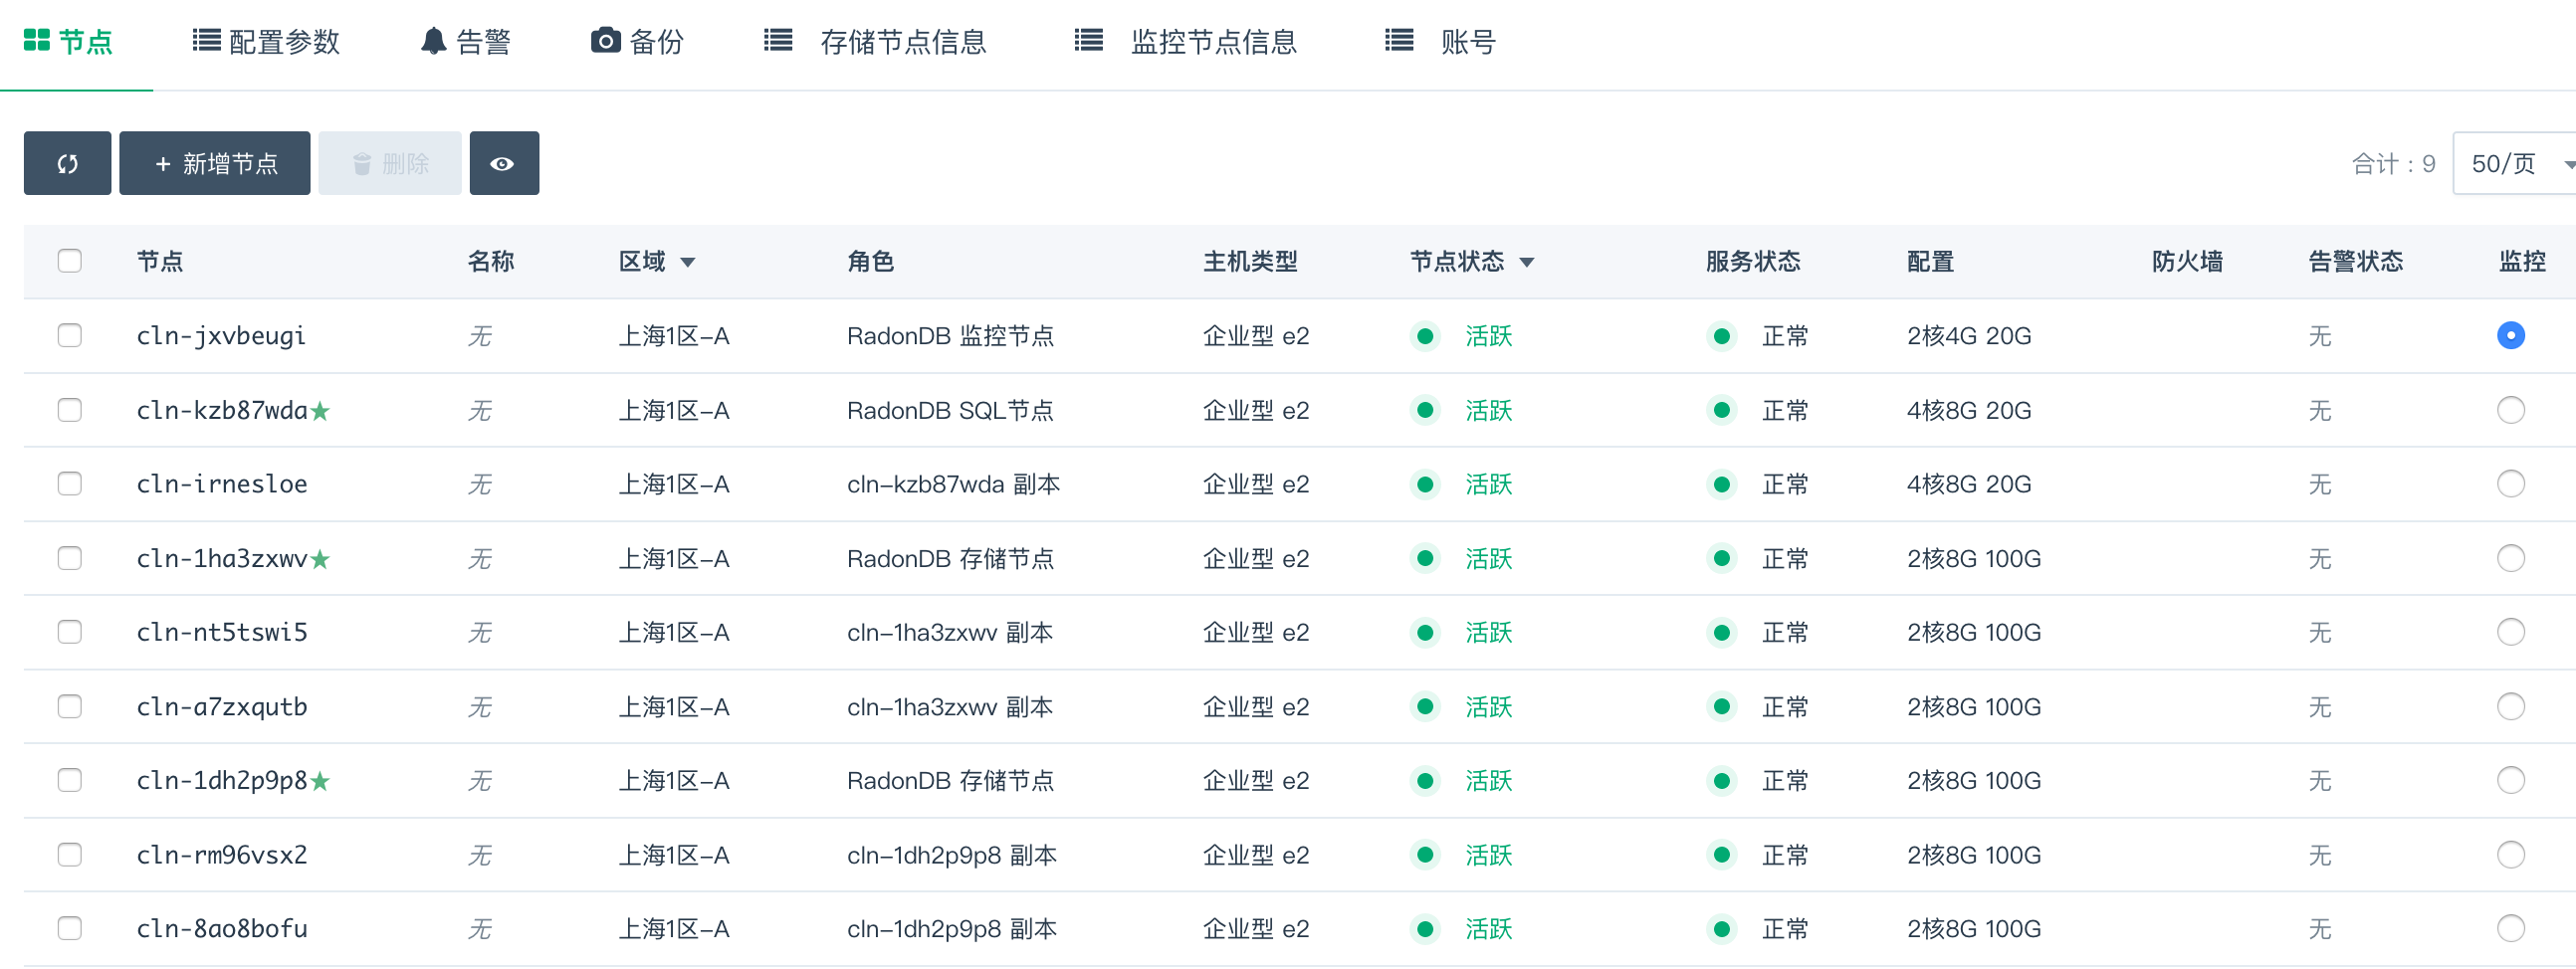 节点 配置参数 告警 备份 存储节点信息 监控节点信息 账号
+ 新增节点 删除 合计：9 50/页
节点 名称 区域 角色 主机类型 节点状态 服务状态 配置 防火墙 告警状态 监控
cln-jxvbeugi 无 上海1区-A RadonDB 监控节点 企业型 e2 活跃 正常 2核4G 20G 无
cln-kzb87wda★ 无 上海1区-A RadonDB SQL节点 企业型 e2 活跃 正常 4核8G 20G 无
cln-irnesloe 无 上海1区-A cln-kzb87wda 副本 企业型 e2 活跃 正常 4核8G 20G 无
cln-1ha3zxwv★ 无 上海1区-A RadonDB 存储节点 企业型 e2 活跃 正常 2核8G 100G 无
cln-nt5tswi5 无 上海1区-A cln-1ha3zxwv 副本 企业型 e2 活跃 正常 2核8G 100G 无
cln-a7zxqutb 无 上海1区-A cln-1ha3zxwv 副本 企业型 e2 活跃 正常 2核8G 100G 无
cln-1dh2p9p8★ 无 上海1区-A RadonDB 存储节点 企业型 e2 活跃 正常 2核8G 100G 无
cln-rm96vsx2 无 上海1区-A cln-1dh2p9p8 副本 企业型 e2 活跃 正常 2核8G 100G 无
cln-8ao8bofu 无 上海1区-A cln-1dh2p9p8 副本 企业型 e2 活跃 正常 2核8G 100G 无